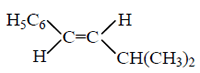 H₅C₆ H
C=C
H CH(CH₃)₂